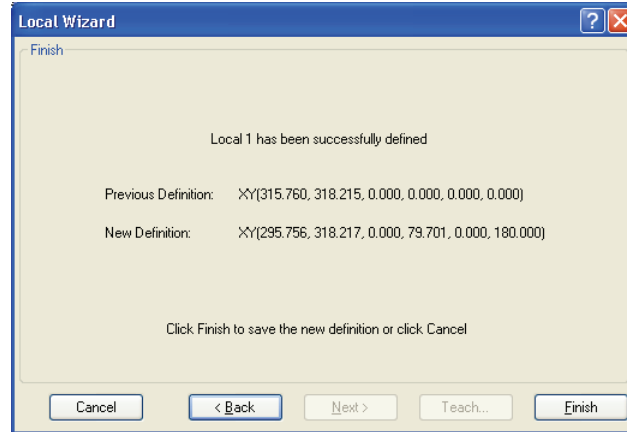 Local Wizard
Finish
Local 1 has been successfully defined
Previous Definition: XY(315.760, 318.215, 0.000, 0.000, 0.000, 0.000)
New Definition: XY(295.756, 318.217, 0.000, 79.701, 0.000, 180.000)
Click Finish to save the new definition or click Cancel
Cancel < Back Next > Teach... Finish